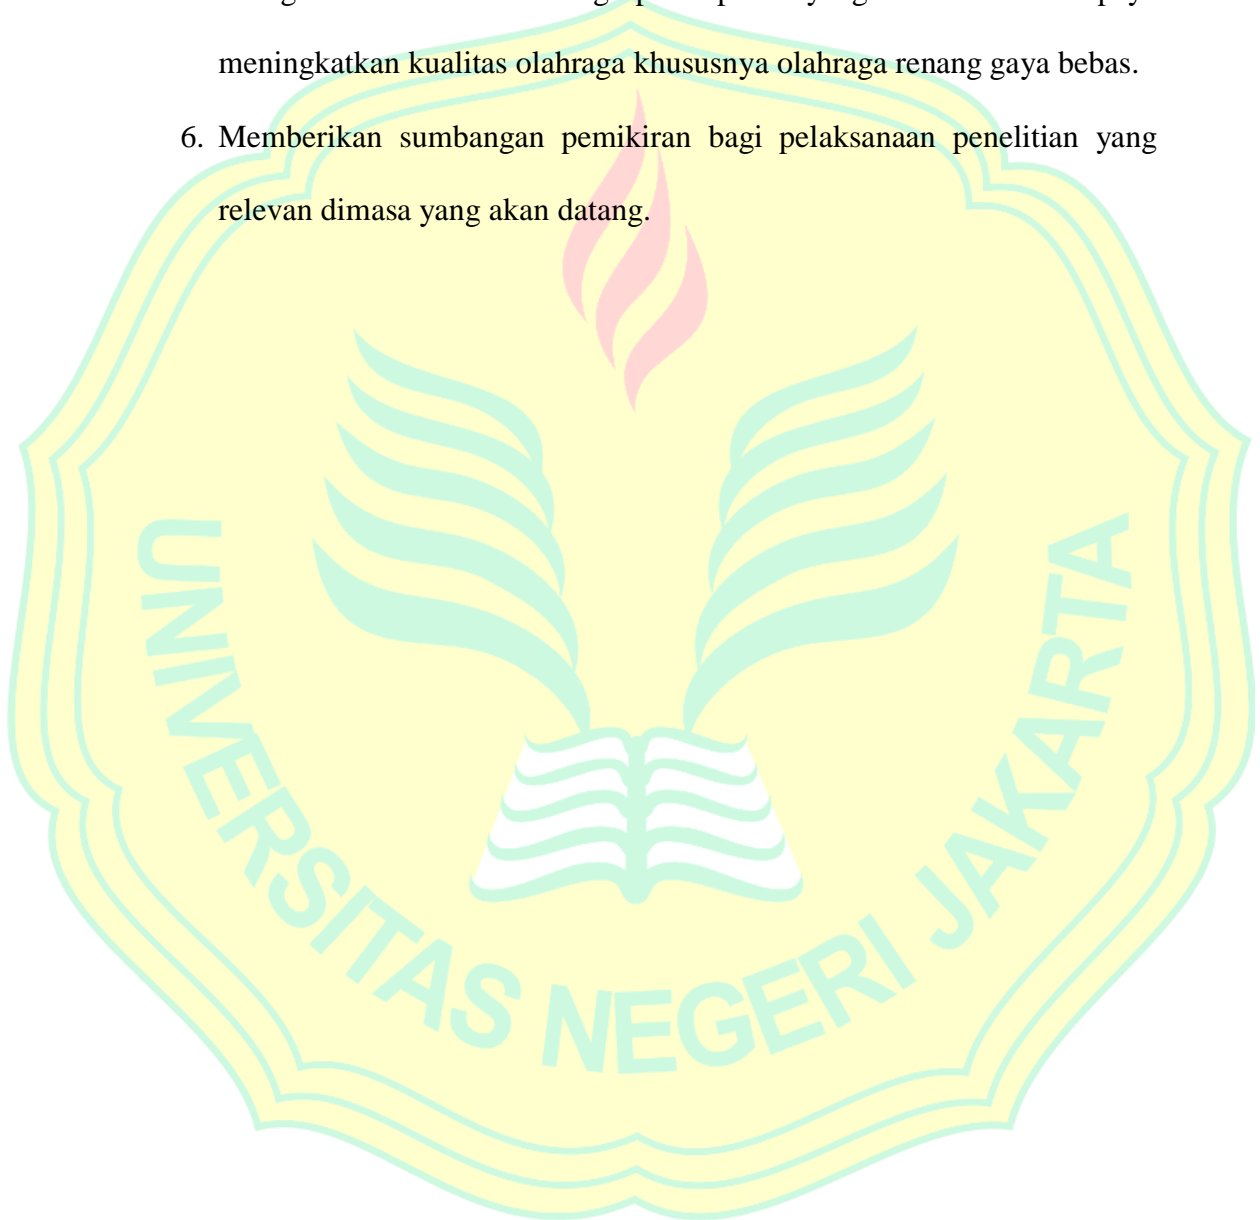 meningkatkan kualitas olahraga khususnya olahraga renang gaya bebas.
6. Memberikan sumbangan pemikiran bagi pelaksanaan penelitian yang
relevan dimasa yang akan datang.
UNIVERSITAS NEGERI JAKARTA